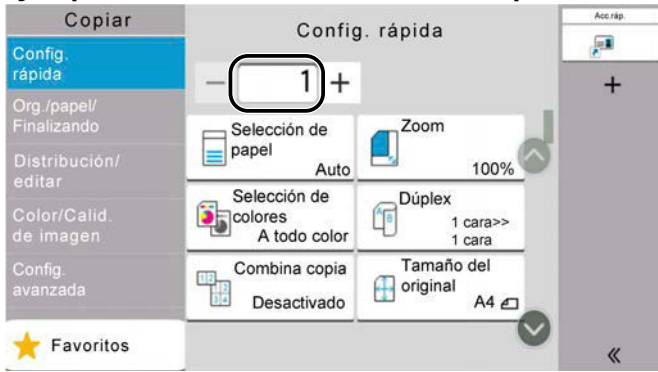 Copiar
Config.
rápida
Org./papel/
Finalizando
Distribución/
editar
Color/Calid.
de imagen
Config.
avanzada
Favoritos
Config. rápida
− 1 +
Selección de
papel
Auto
Zoom
100%
Selección de
colores
A todo color
Dúplex
1 cara>>
1 cara
Combina copia
Desactivado
Tamaño del
original
A4
Acc.ráp.
+
«